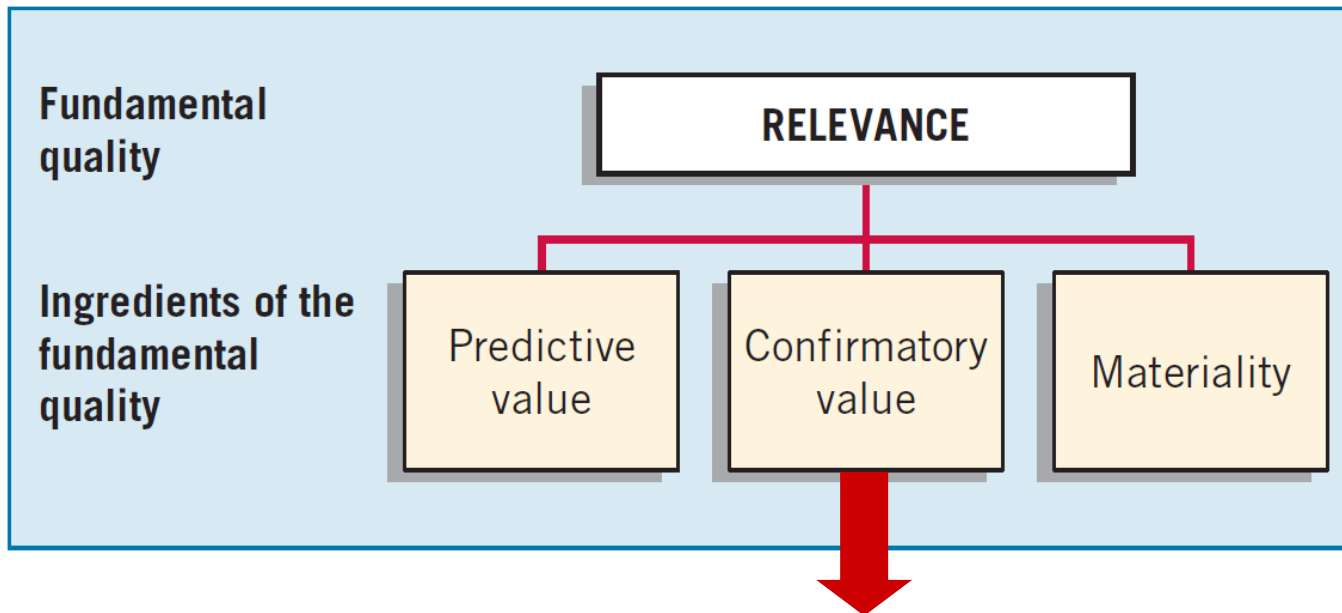 Fundamental
quality
RELEVANCE
Ingredients of the
fundamental
quality
Predictive
value
Confirmatory
value
Materiality